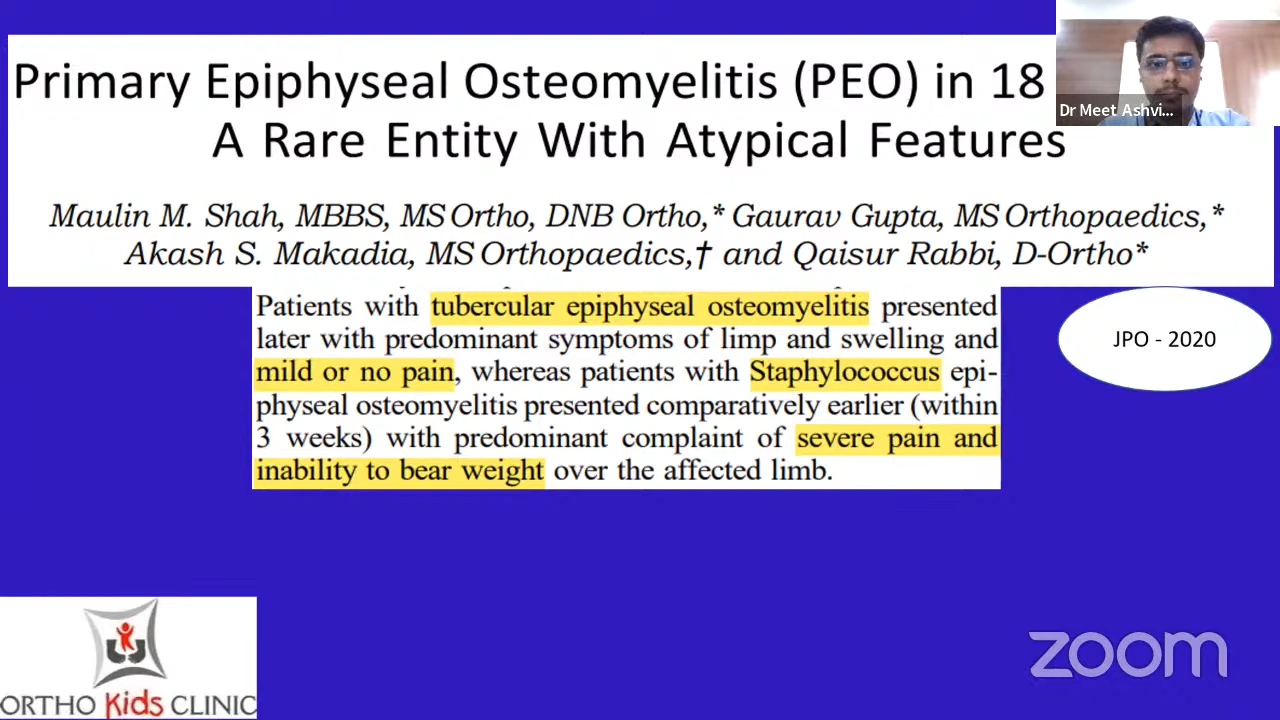 Primary Epiphyseal Osteomyelitis (PEO) in 18
A Rare Entity With Atypical Features
Dr Meet Ashvi...
Maulin M. Shah, MBBS, MS Ortho, DNB Ortho,* Gaurav Gupta, MS Orthopaedics,*
Akash S. Makadia, MS Orthopaedics,† and Qaisur Rabbi, D-Ortho*
Patients with tubercular epiphyseal osteomyelitis presented
later with predominant symptoms of limp and swelling and
mild or no pain, whereas patients with Staphylococcus epi-
physeal osteomyelitis presented comparatively earlier (within
3 weeks) with predominant complaint of severe pain and
inability to bear weight over the affected limb.
JPO - 2020
ORTHO Kids CLINIC
zoom